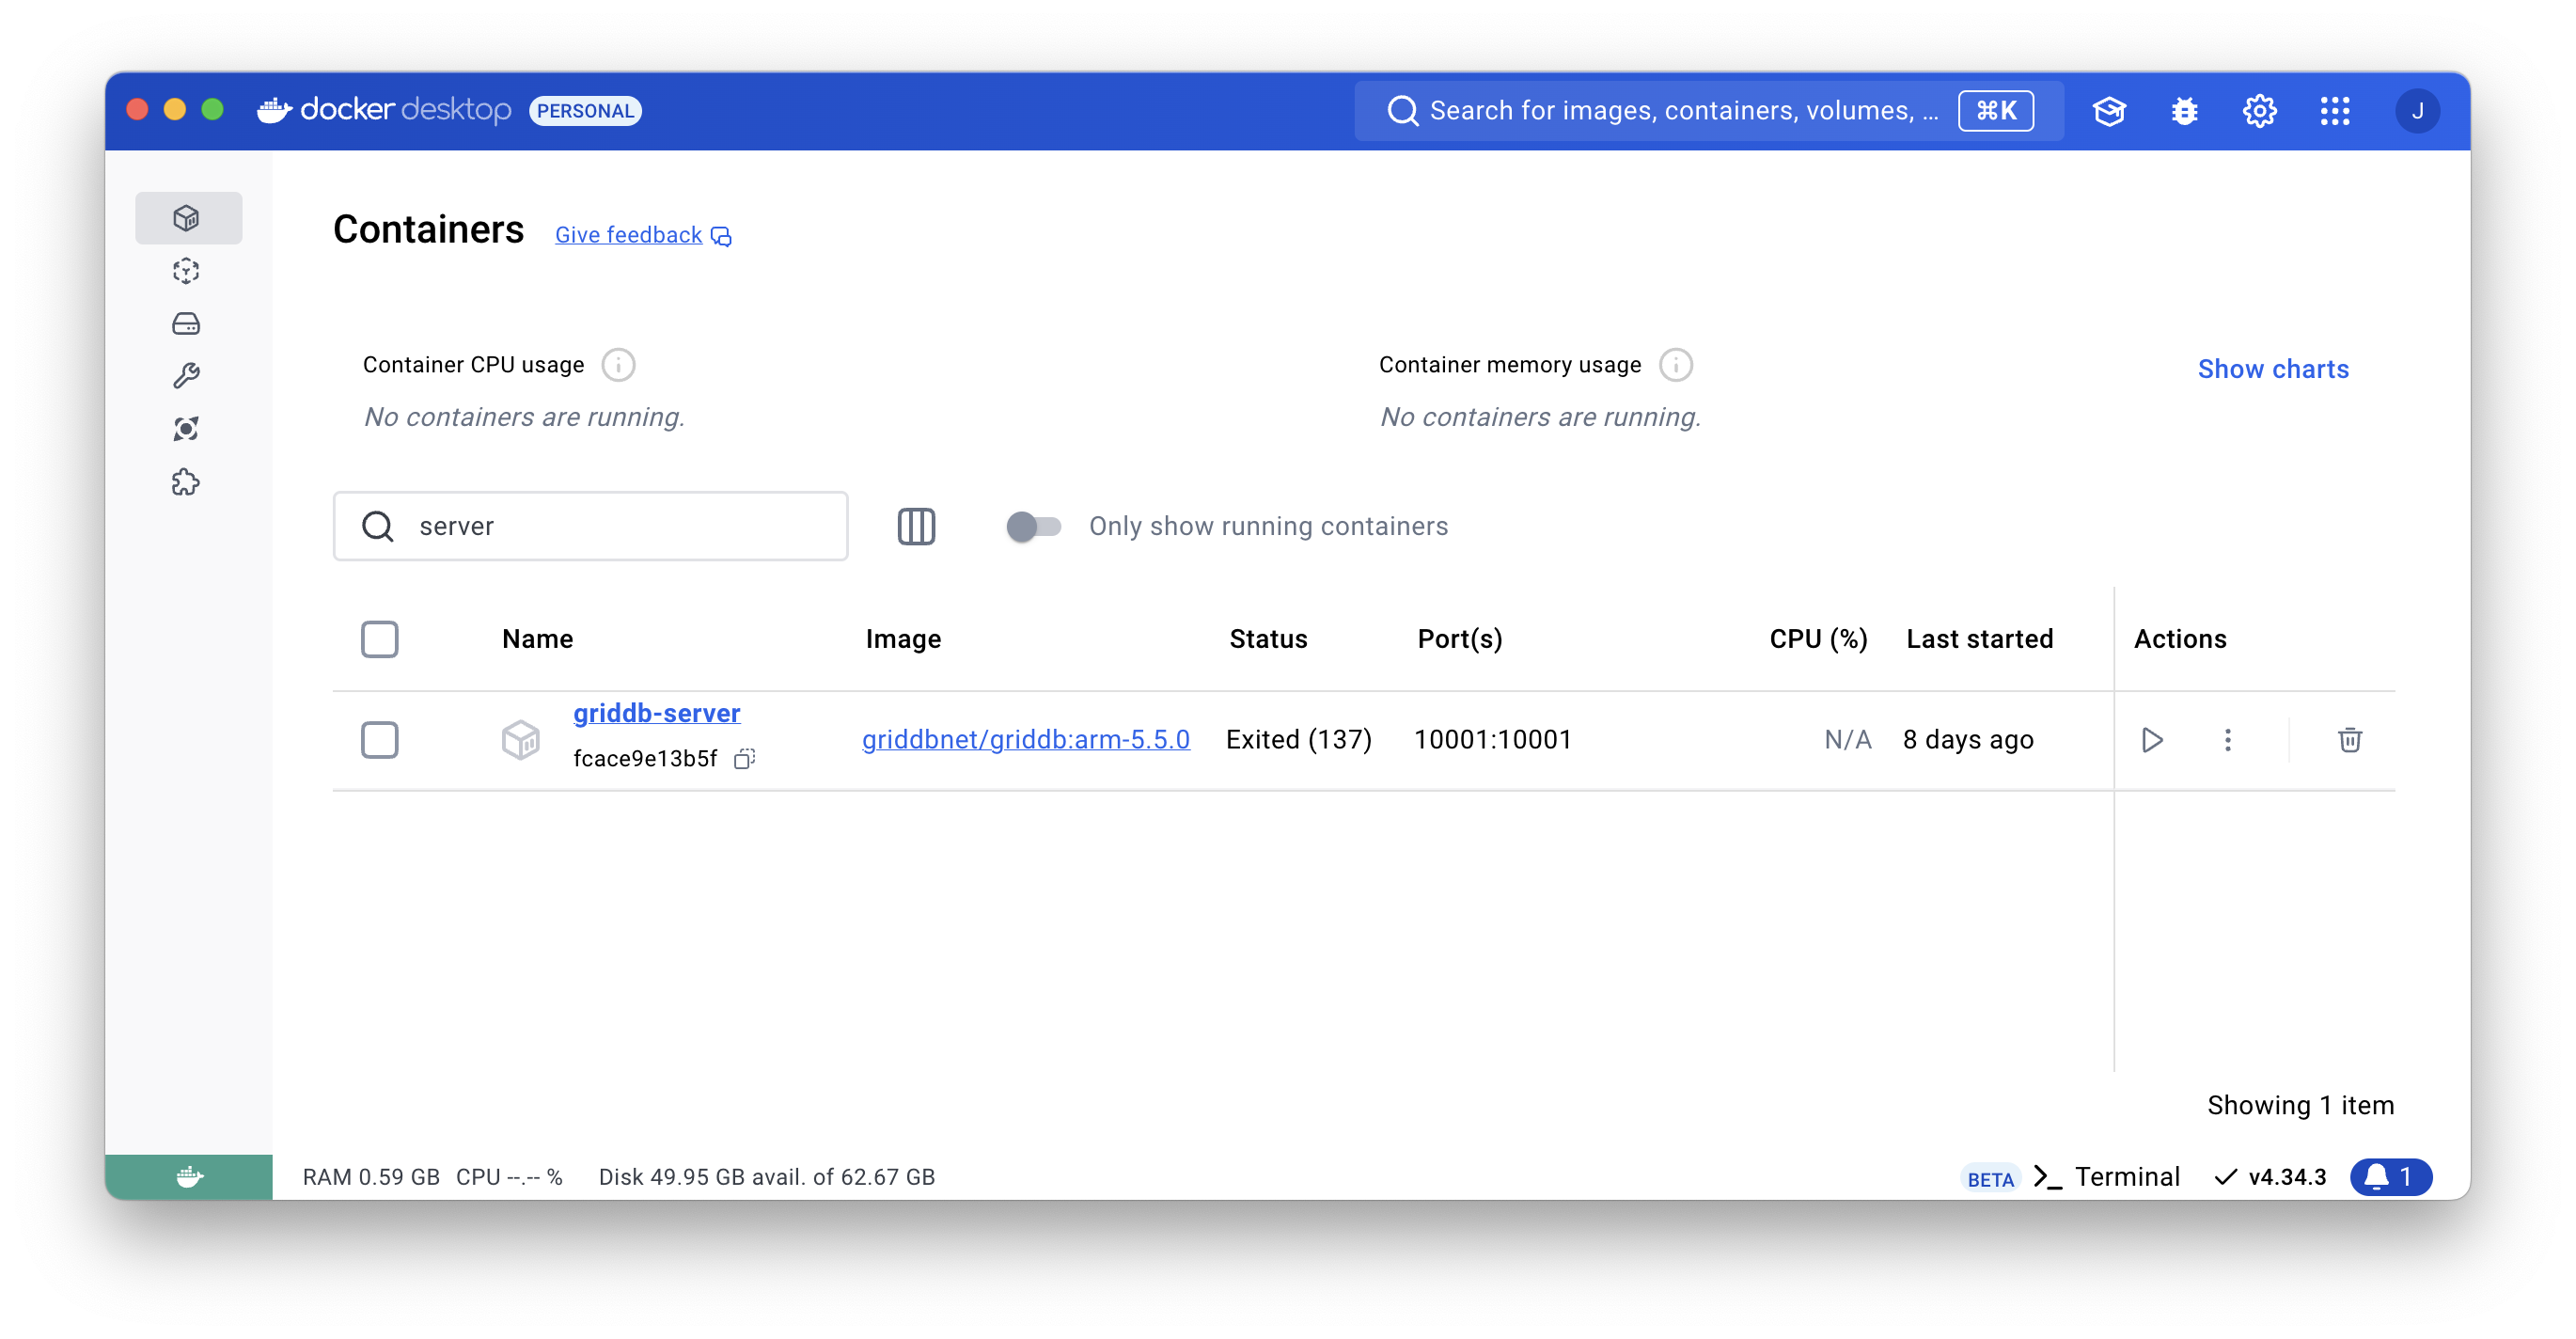 docker desktop PERSONAL Search for images, containers, volumes, ... ⌘K J
Containers Give feedback
Container CPU usage Container memory usage Show charts
No containers are running. No containers are running.
server Only show running containers
Name Image Status Port(s) CPU (%) Last started Actions
griddb-server
griddbnet/griddb:arm-5.5.0 Exited (137) 10001:10001 N/A 8 days ago
fcace9e13b5f
Showing 1 item
RAM 0.59 GB CPU --.-- % Disk 49.95 GB avail. of 62.67 GB BETA >_ Terminal v4.34.3 1